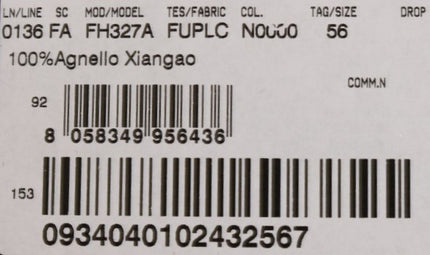 LN/LINE SC MOD/MODEL TES/FABRIC COL. TAG/SIZE DROP
0136 FA FH327A FUPLC N0000 56
100%Agnello Xiangao
COMM.N
92
8 058349 956436
153
0934040102432567